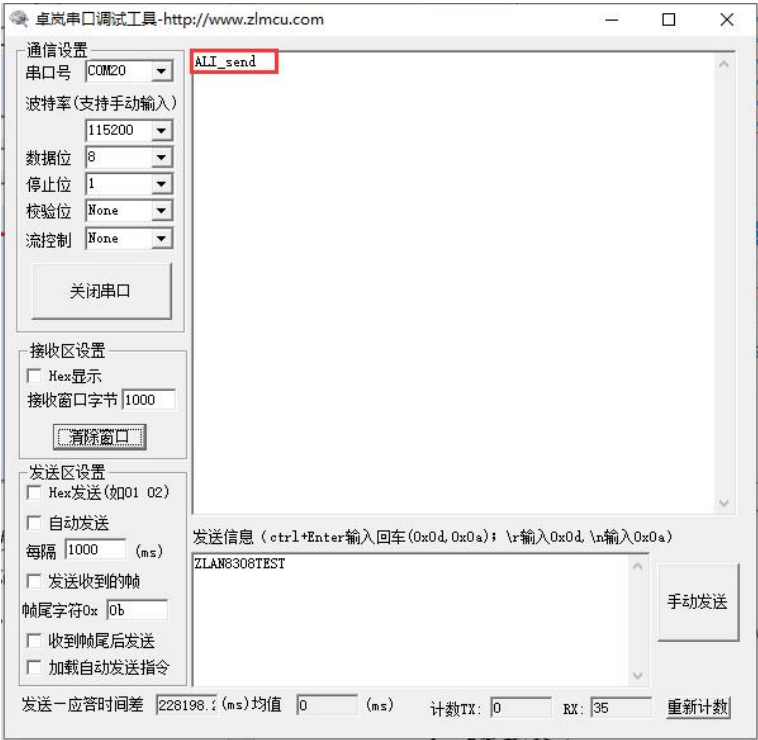 卓岚串口调试工具-http://www.zlmcu.com
通信设置
串口号 COM20
波特率(支持手动输入)
115200
数据位 8
停止位 1
校验位 None
流控制 None
关闭串口
接收区设置
Hex显示
接收窗口字节 1000
清除窗口
发送区设置
Hex发送(如01 02)
自动发送
每隔 1000 (ms)
发送收到的帧
帧尾字符0x 0b
收到帧尾后发送
加载自动发送指令
ALI_send
发送信息(ctrl+Enter输入回车(0x0d,0x0a); \r输入0x0d, \n输入0x0a)
ZLAN8308TEST
手动发送
发送-应答时间差 228198. (ms)均值 0 (ms) 计数TX: 0 RX: 35 重新计数